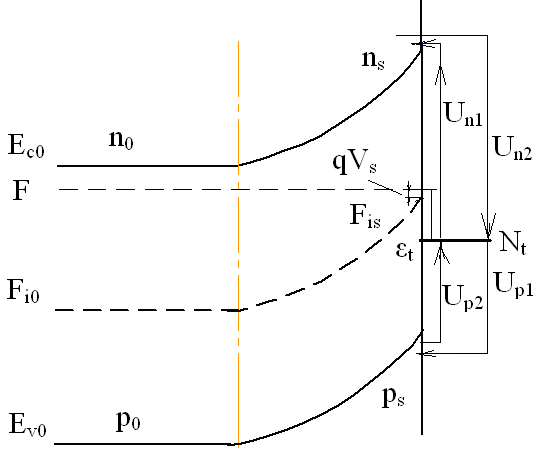 n_s
U_n1
E_c0
n_0
U_n2
qV_s
F
F_is
ε_t
N_t
F_i0
U_p2
U_p1
p_s
E_v0
p_0